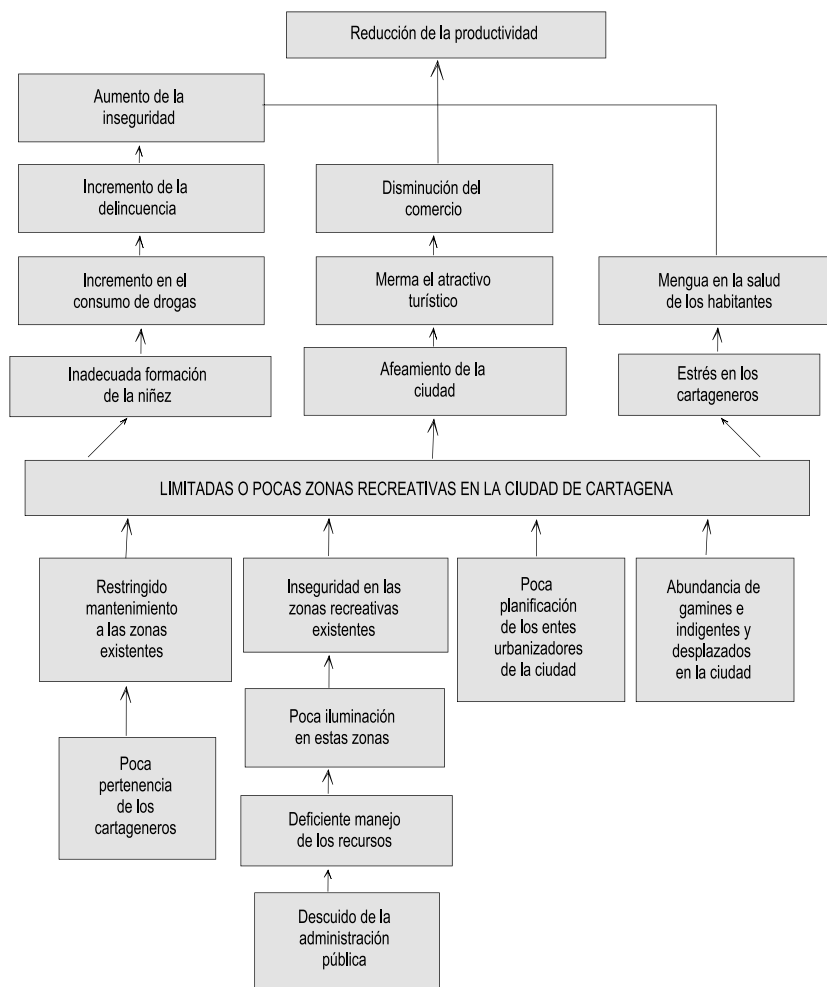 Reducción de la productividad
Aumento de la
inseguridad
Incremento de la
delincuencia
Disminución del
comercio
Incremento en el
consumo de drogas
Merma el atractivo
turístico
Mengua en la salud
de los habitantes
Inadecuada formación
de la niñez
Afeamiento de la
ciudad
Estrés en los
cartageneros
LIMITADAS O POCAS ZONAS RECREATIVAS EN LA CIUDAD DE CARTAGENA
Restringido
mantenimiento
a las zonas
existentes
Inseguridad en las
zonas recreativas
existentes
Poca
planificación
de los entes
urbanizadores
de la ciudad
Abundancia de
gamines e
indigentes y
desplazados
en la ciudad
Poca iluminación
en estas zonas
Poca
pertenencia
de los
cartageneros
Deficiente manejo
de los recursos
Descuido de la
administración
pública